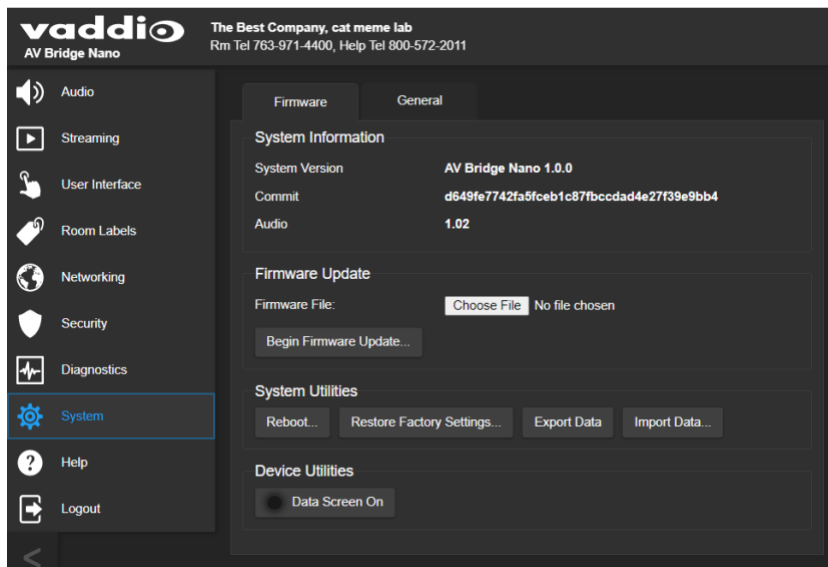 vaddio
AV Bridge Nano
The Best Company, cat meme lab
Rm Tel 763-971-4400, Help Tel 800-572-2011
Audio
Streaming
User Interface
Room Labels
Networking
Security
Diagnostics
System
Help
Logout
Firmware
General
System Information
System Version AV Bridge Nano 1.0.0
Commit d649fe7742fa5fceb1c87fbccdad4e27f39e9bb4
Audio 1.02
Firmware Update
Firmware File: Choose File No file chosen
Begin Firmware Update...
System Utilities
Reboot... Restore Factory Settings... Export Data Import Data...
Device Utilities
Data Screen On